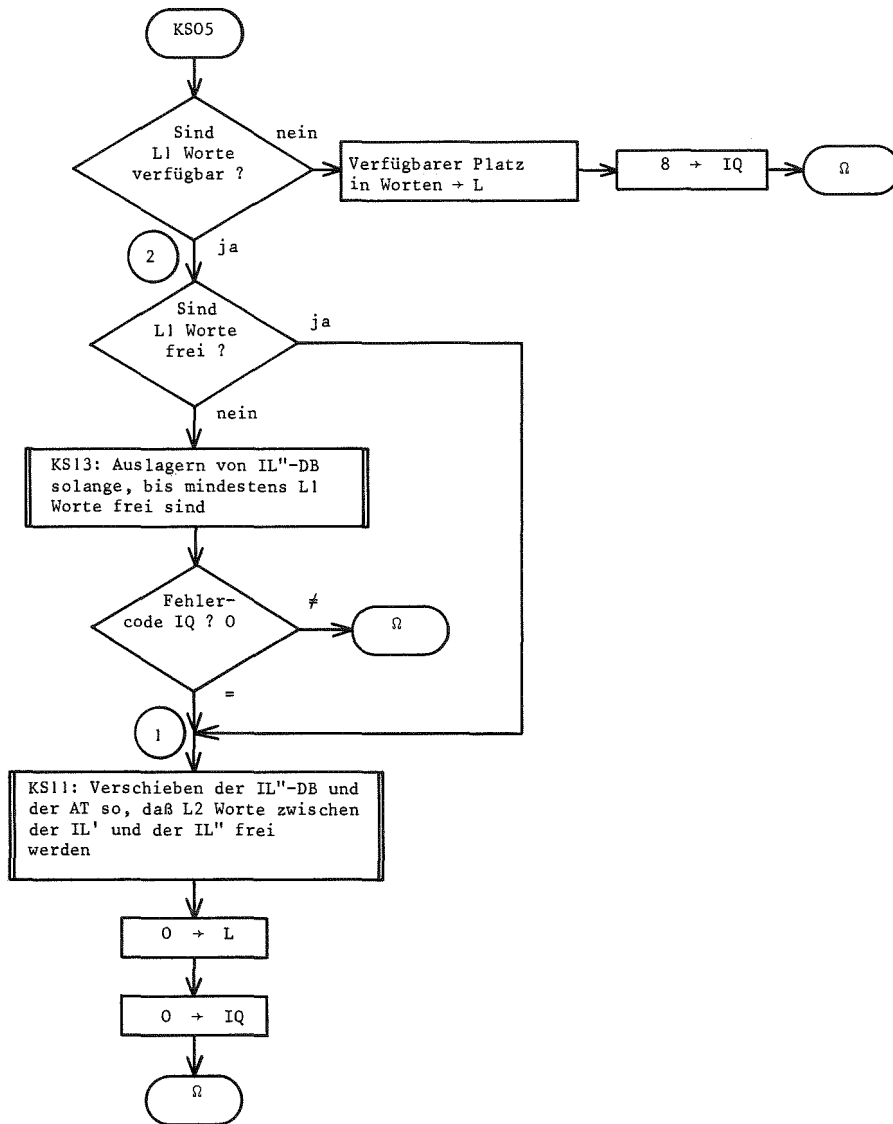 KS05
Sind
L1 Worte
verfügbar ?
nein
Verfügbarer Platz
in Worten → L
8 → IQ
Ω
2
ja
Sind
L1 Worte
frei ?
ja
nein
KS13: Auslagern von IL"-DB
solange, bis mindestens L1
Worte frei sind
Fehler-
code IQ ? O
≠
Ω
=
1
KS11: Verschieben der IL"-DB und
der AT so, daß L2 Worte zwischen
der IL' und der IL" frei
werden
O → L
O → IQ
Ω